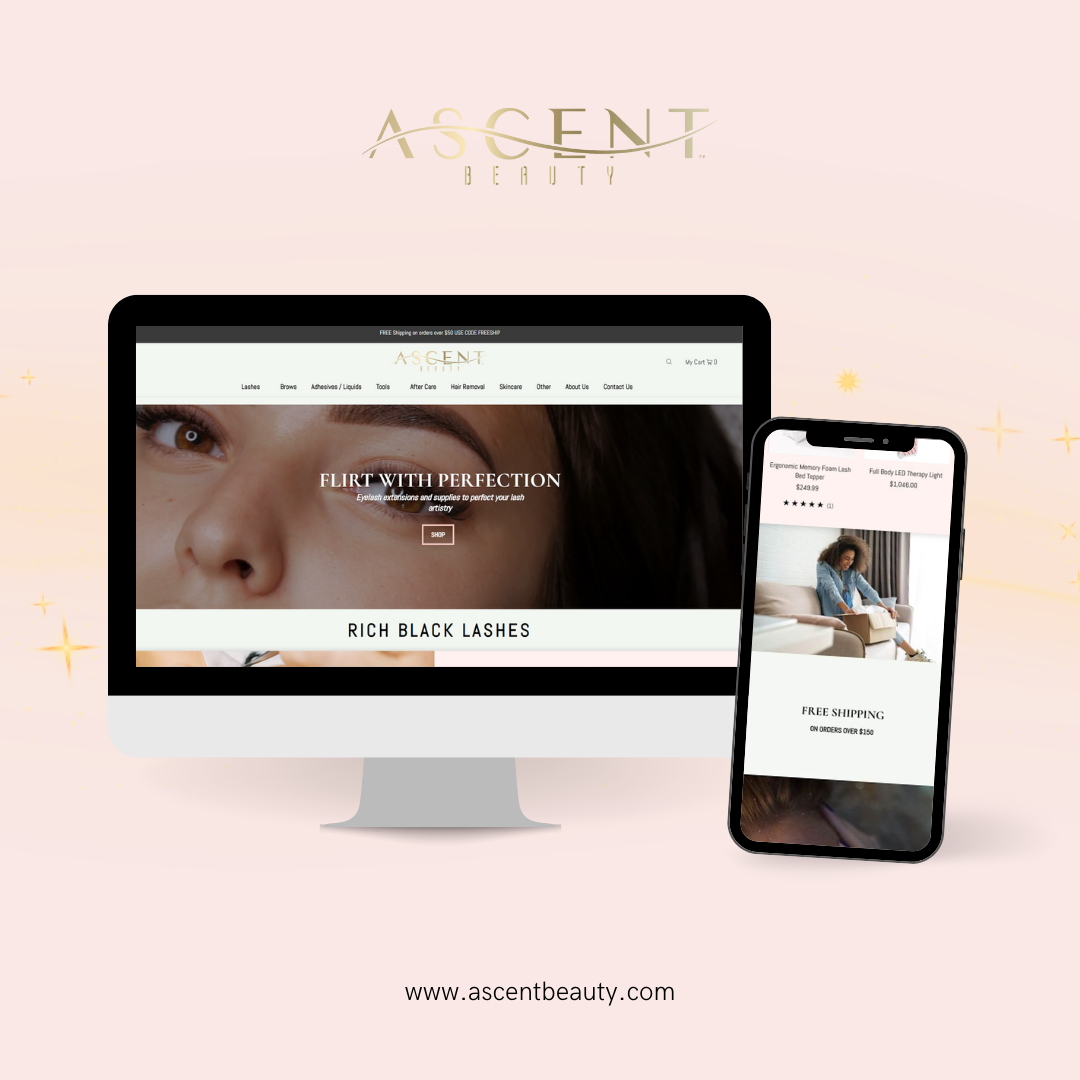 ASCENT
BEAUTY
FREE Shipping on orders over $50 USE CODE FREESHIP
ASCENT
BEAUTY
My Cart 0
Lashes Brows Adhesives / Liquids Tools After Care Hair Removal Skincare Other About Us Contact Us
FLIRT WITH PERFECTION
Eyelash extensions and supplies to perfect your lash
artistry
SHOP
RICH BLACK LASHES
Ergonomic Memory Foam Lash
Bed Topper
$249.99
★★★★★ (1)
Full Body LED Therapy Light
$1,046.00
FREE SHIPPING
ON ORDERS OVER $150
www.ascentbeauty.com